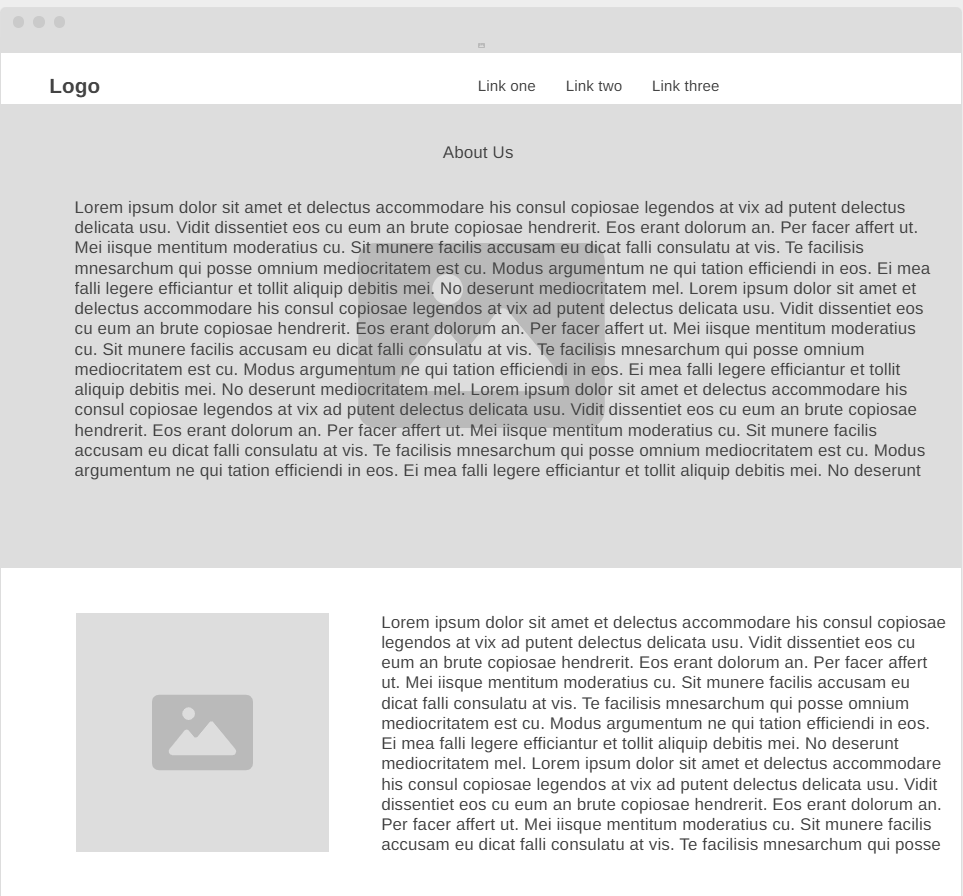 Logo
Link one Link two Link three
About Us
Lorem ipsum dolor sit amet et delectus accommodare his consul copiosae legendos at vix ad putent delectus
delicata usu. Vidit dissentiet eos cu eum an brute copiosae hendrerit. Eos erant dolorum an. Per facer affert ut.
Mei iisque mentitum moderatius cu. Sit munere facilis accusam eu dicat falli consulatu at vis. Te facilisis
mnesarchum qui posse omnium mediocritatem est cu. Modus argumentum ne qui tation efficiendi in eos. Ei mea
falli legere efficiantur et tollit aliquip debitis mei. No deserunt mediocritatem mel. Lorem ipsum dolor sit amet et
delectus accommodare his consul copiosae legendos at vix ad putent delectus delicata usu. Vidit dissentiet eos
cu eum an brute copiosae hendrerit. Eos erant dolorum an. Per facer affert ut. Mei iisque mentitum moderatius
cu. Sit munere facilis accusam eu dicat falli consulatu at vis. Te facilisis mnesarchum qui posse omnium
mediocritatem est cu. Modus argumentum ne qui tation efficiendi in eos. Ei mea falli legere efficiantur et tollit
aliquip debitis mei. No deserunt mediocritatem mel. Lorem ipsum dolor sit amet et delectus accommodare his
consul copiosae legendos at vix ad putent delectus delicata usu. Vidit dissentiet eos cu eum an brute copiosae
hendrerit. Eos erant dolorum an. Per facer affert ut. Mei iisque mentitum moderatius cu. Sit munere facilis
accusam eu dicat falli consulatu at vis. Te facilisis mnesarchum qui posse omnium mediocritatem est cu. Modus
argumentum ne qui tation efficiendi in eos. Ei mea falli legere efficiantur et tollit aliquip debitis mei. No deserunt
Lorem ipsum dolor sit amet et delectus accommodare his consul copiosae
legendos at vix ad putent delectus delicata usu. Vidit dissentiet eos cu
eum an brute copiosae hendrerit. Eos erant dolorum an. Per facer affert
ut. Mei iisque mentitum moderatius cu. Sit munere facilis accusam eu
dicat falli consulatu at vis. Te facilisis mnesarchum qui posse omnium
mediocritatem est cu. Modus argumentum ne qui tation efficiendi in eos.
Ei mea falli legere efficiantur et tollit aliquip debitis mei. No deserunt
mediocritatem mel. Lorem ipsum dolor sit amet et delectus accommodare
his consul copiosae legendos at vix ad putent delectus delicata usu. Vidit
dissentiet eos cu eum an brute copiosae hendrerit. Eos erant dolorum an.
Per facer affert ut. Mei iisque mentitum moderatius cu. Sit munere facilis
accusam eu dicat falli consulatu at vis. Te facilisis mnesarchum qui posse